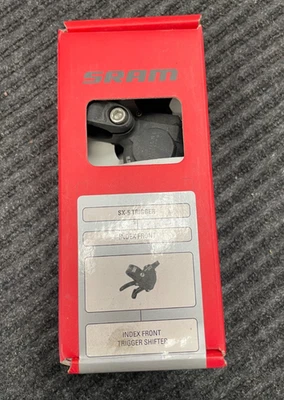 SRAM
SX-5 TRIGGER
INDEX FRONT
INDEX FRONT
TRIGGER SHIFTER